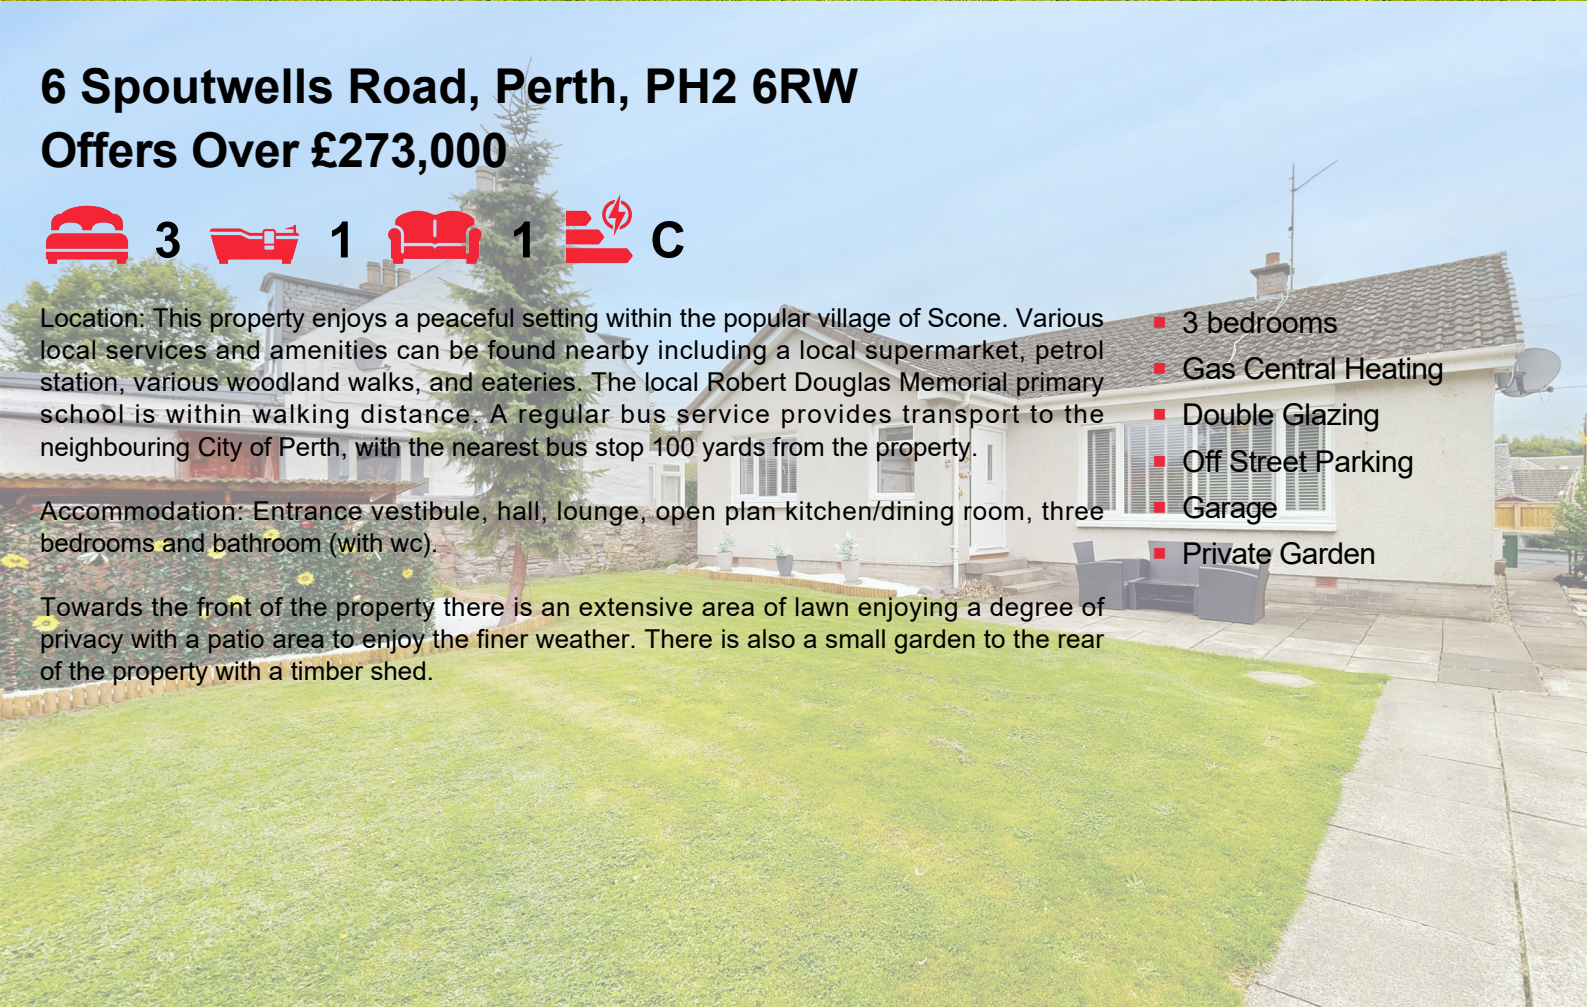 6 Spoutwells Road, Perth, PH2 6RW
Offers Over £273,000
3 1 1 C
Location: This property enjoys a peaceful setting within the popular village of Scone. Various
local services and amenities can be found nearby including a local supermarket, petrol
station, various woodland walks, and eateries. The local Robert Douglas Memorial primary
school is within walking distance. A regular bus service provides transport to the
neighbouring City of Perth, with the nearest bus stop 100 yards from the property.
Accommodation: Entrance vestibule, hall, lounge, open plan kitchen/dining room, three
bedrooms and bathroom (with wc).
Towards the front of the property there is an extensive area of lawn enjoying a degree of
privacy with a patio area to enjoy the finer weather. There is also a small garden to the rear
of the property with a timber shed.
3 bedrooms
Gas Central Heating
Double Glazing
Off Street Parking
Garage
Private Garden